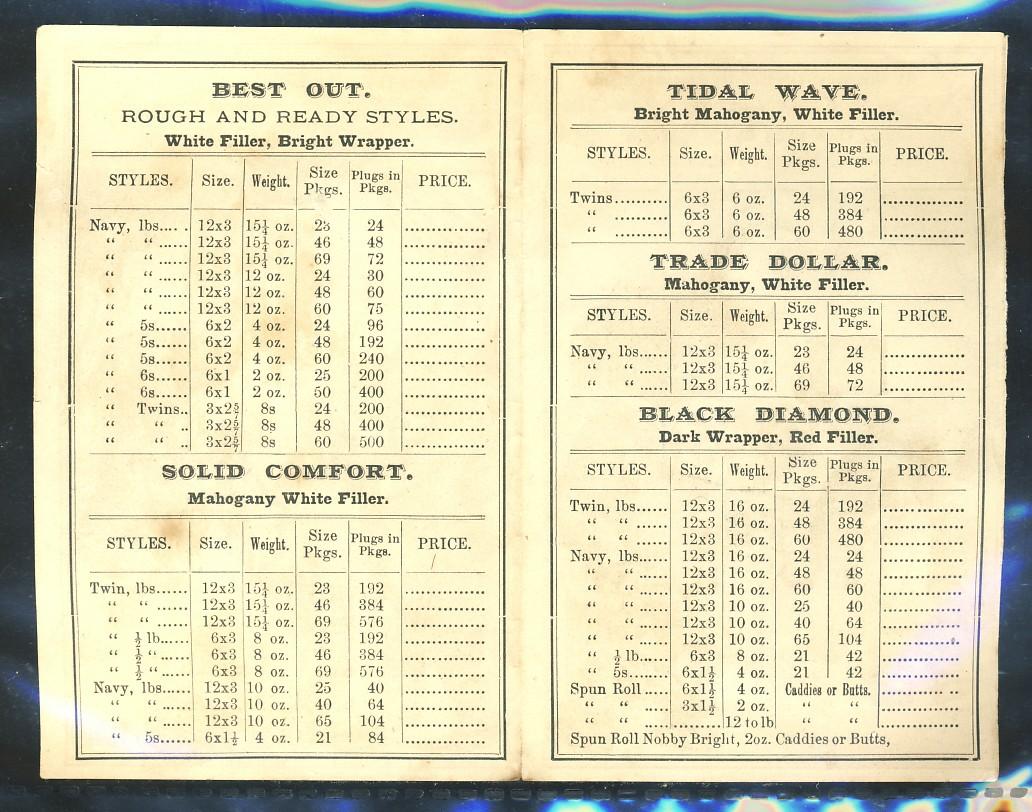 BEST OUT.
ROUGH AND READY STYLES.
White Filler, Bright Wrapper.
STYLES. Size. Weight. Size Pkgs. Plugs in Pkgs. PRICE.
Navy, lbs.... . 12x3 15¼ oz. 23 24 ................
“ “ ...... 12x3 15¼ oz. 46 48 ................
“ “ ...... 12x3 15¼ oz. 69 72 ................
“ “ ...... 12x3 12 oz. 24 30 ................
“ “ ...... 12x3 12 oz. 48 60 ................
“ “ ...... 12x3 12 oz. 60 75 ................
“ 5s...... 6x2 4 oz. 24 96 ................
“ 5s...... 6x2 4 oz. 48 192 ................
“ 5s...... 6x2 4 oz. 60 240 ................
“ 6s...... 6x1 2 oz. 25 200 ................
“ 6s...... 6x1 2 oz. 50 400 ................
“ Twins.. 3x25/7 8s 24 200 ................
“ “ .. 3x25/7 8s 48 400 ................
“ “ .. 3x25/7 8s 60 500 ................
SOLID COMFORT.
Mahogany White Filler.
STYLES. Size. Weight. Size Pkgs. Plugs in Pkgs. PRICE.
Twin, lbs...... 12x3 15¼ oz. 23 192 ................
“ “ ...... 12x3 15¼ oz. 46 384 ................
“ “ ...... 12x3 15¼ oz. 69 576 ................
“ ½ lb...... 6x3 8 oz. 23 192 ................
“ ½ “ ...... 6x3 8 oz. 46 384 ................
“ ½ “ ...... 6x3 8 oz. 69 576 ................
Navy, lbs...... 12x3 10 oz. 25 40 ................
“ “ ...... 12x3 10 oz. 40 64 ................
“ “ ...... 12x3 10 oz. 65 104 ................
“ 5s...... 6x1½ 4 oz. 21 84 ................
TIDAL WAVE.
Bright Mahogany, White Filler.
STYLES. Size. Weight. Size Pkgs. Plugs in Pkgs. PRICE.
Twins........... 6x3 6 oz. 24 192 ................
“ ........... 6x3 6 oz. 48 384 ................
“ ........... 6x3 6 oz. 60 480 ................
TRADE DOLLAR.
Mahogany, White Filler.
STYLES. Size. Weight. Size Pkgs. Plugs in Pkgs. PRICE.
Navy, lbs...... 12x3 15¼ oz. 23 24 ................
“ “ ...... 12x3 15¼ oz. 46 48 ................
“ “ ...... 12x3 15¼ oz. 69 72 ................
BLACK DIAMOND.
Dark Wrapper, Red Filler.
STYLES. Size. Weight. Size Pkgs. Plugs in Pkgs. PRICE.
Twin, lbs...... 12x3 16 oz. 24 192 ................
“ “ ...... 12x3 16 oz. 48 384 ................
“ “ ...... 12x3 16 oz. 60 480 ................
Navy, lbs...... 12x3 16 oz. 24 24 ................
“ “ ...... 12x3 16 oz. 48 48 ................
“ “ ...... 12x3 16 oz. 60 60 ................
“ “ ...... 12x3 10 oz. 25 40 ................
“ “ ...... 12x3 10 oz. 40 64 ................
“ “ ...... 12x3 10 oz. 65 104 ................
“ ½ lb...... 6x3 8 oz. 21 42 ................
“ 5s...... 6x1½ 4 oz. 21 42 ................
Spun Roll ..... 6x1½ 4 oz. Caddies or Butts. ................
“ “ ...... 3x1½ 2 oz. “ “ ................
“ “ ...... ......... 12 to lb “ “ ................
Spun Roll Nobby Bright, 2oz. Caddies or Butts,